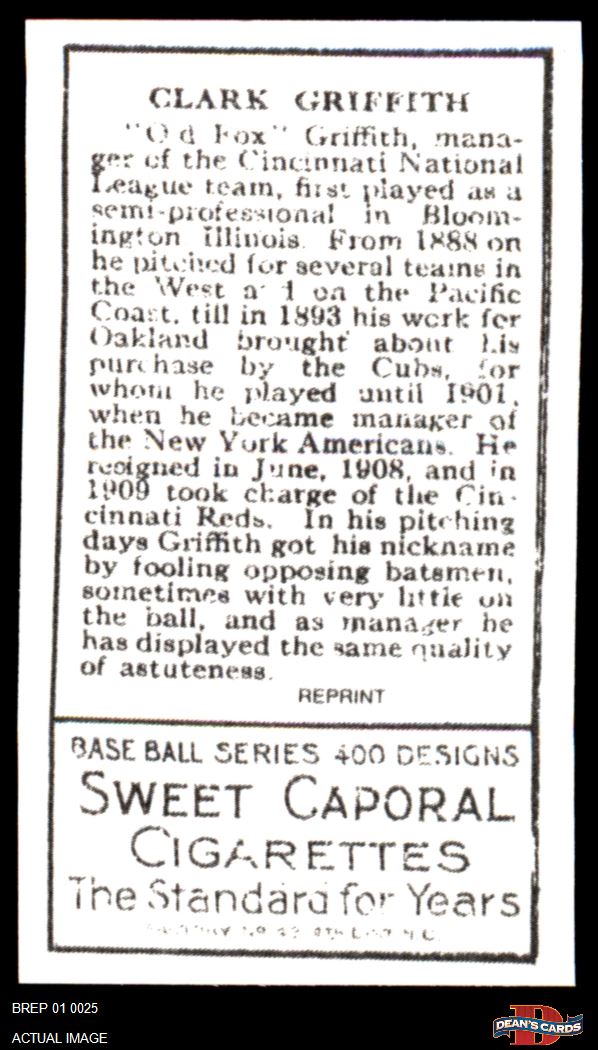 CLARK GRIFFITH
"Old Fox" Griffith, mana-
ger of the Cincinnati National
League team, first played as a
semi-professional in Bloom-
ington Illinois. From 1888 on
he pitched for several teams in
the West and on the Pacific
Coast, till in 1893 his work for
Oakland brought about his
purchase by the Cubs, for
whom he played until 1901,
when he became manager of
the New York Americans. He
resigned in June, 1908, and in
1909 took charge of the Cin-
cinnati Reds. In his pitching
days Griffith got his nickname
by fooling opposing batsmen,
sometimes with very little on
the ball, and as manager he
has displayed the same quality
of astuteness.
REPRINT
BASE BALL SERIES 400 DESIGNS
SWEET CAPORAL
CIGARETTES
The Standard for Years
BREP 01 0025
ACTUAL IMAGE
D
DEAN'S CARDS